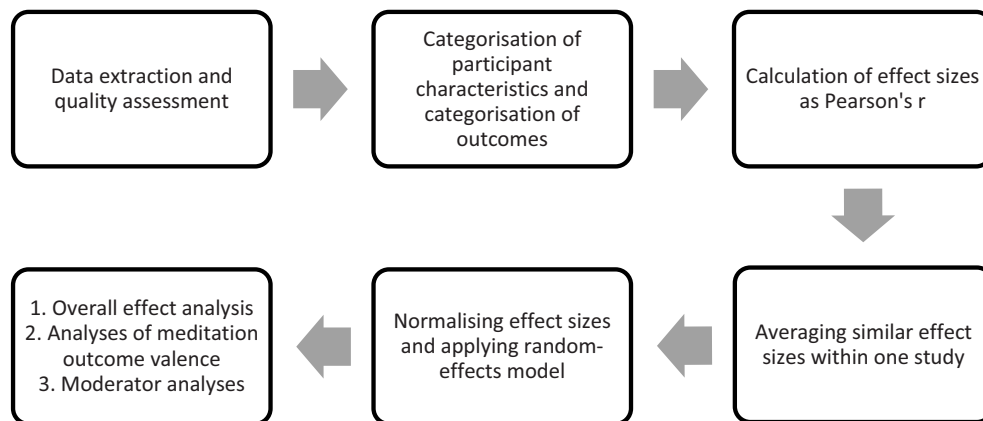 Data extraction and
quality assessment
Categorisation of
participant
characteristics and
categorisation of
outcomes
Calculation of effect sizes
as Pearson's r
Averaging similar effect
sizes within one study
Normalising effect sizes
and applying random-
effects model
1. Overall effect analysis
2. Analyses of meditation
outcome valence
3. Moderator analyses